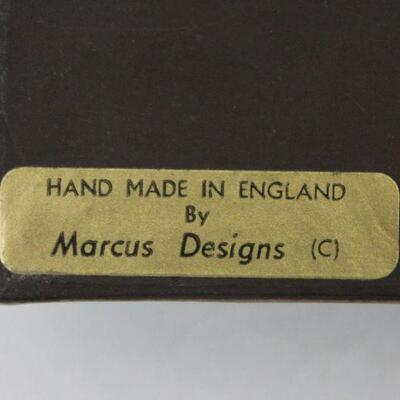 HAND MADE IN ENGLAND
By
Marcus Designs (C)